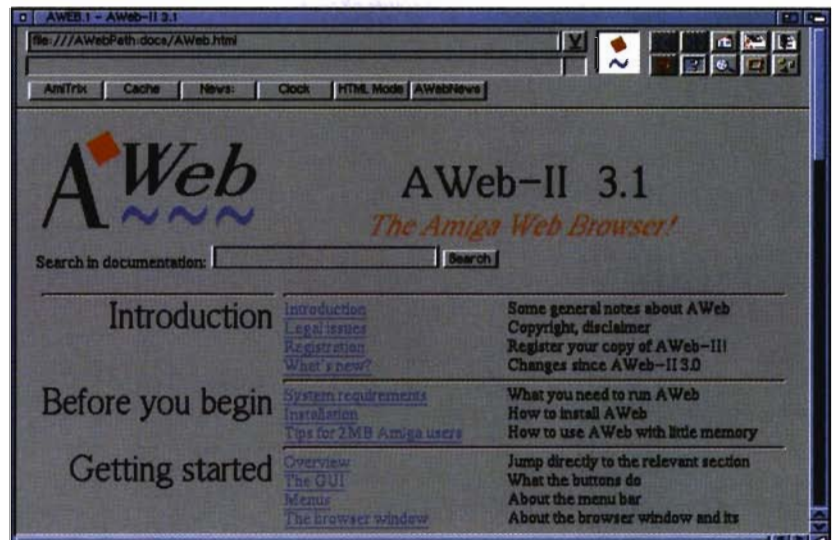 AWEB.1 - AWeb-II 3.1
file:///AWebPath:docs/AWeb.html
AmiTrix Cache News: Clock HTML Mode AWebNews
AWeb
AWeb-II 3.1
The Amiga Web Browser!
Search in documentation: Search
Introduction Introduction Some general notes about AWeb
Legal issues Copyright, disclaimer
Registration Register your copy of AWeb-II!
What's new? Changes since AWeb-II 3.0
Before you begin System requirements What you need to run AWeb
Installation How to install AWeb
Tips for 2MB Amiga users How to use AWeb with little memory
Getting started Overview Jump directly to the relevant section
The GUI What the buttons do
Menus About the menu bar
The browser window About the browser window and its